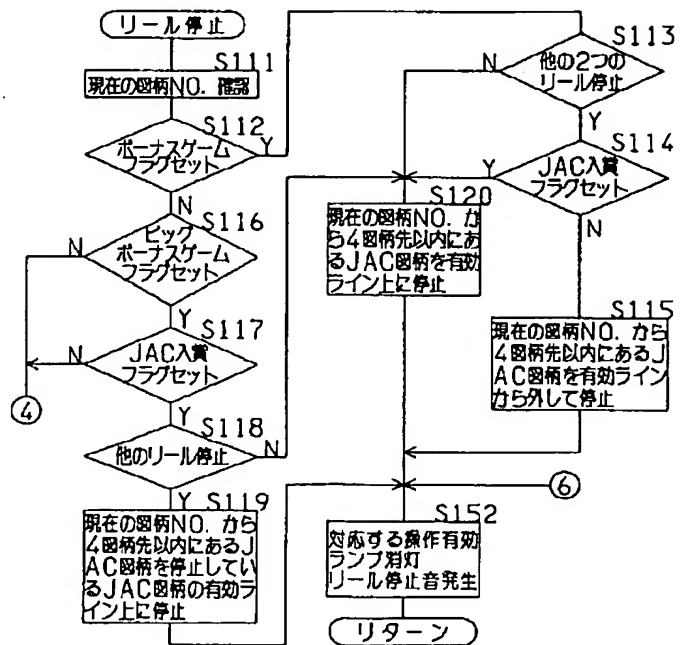 リール停止
S111
現在の図柄NO．確認
S112
ボーナスゲーム
フラグセット
Y
N
S116
ビッグ
ボーナスゲーム
フラグセット
N
Y
S117
JAC入賞
フラグセット
N
Y
④
S118
他のリール停止
N
Y
S119
現在の図柄NO．から
4図柄先以内にあるJ
AC図柄を停止してい
るJAC図柄の有効ラ
イン上に停止
S113
他の2つの
リール停止
N
Y
S114
JAC入賞
フラグセット
Y
N
S120
現在の図柄NO．か
ら4図柄先以内にあ
るJAC図柄を有効
ライン上に停止
S115
現在の図柄NO．から
4図柄先以内にあるJ
AC図柄を有効ライン
から外して停止
⑥
S152
対応する操作有効
ランプ消灯
リール停止音発生
リターン